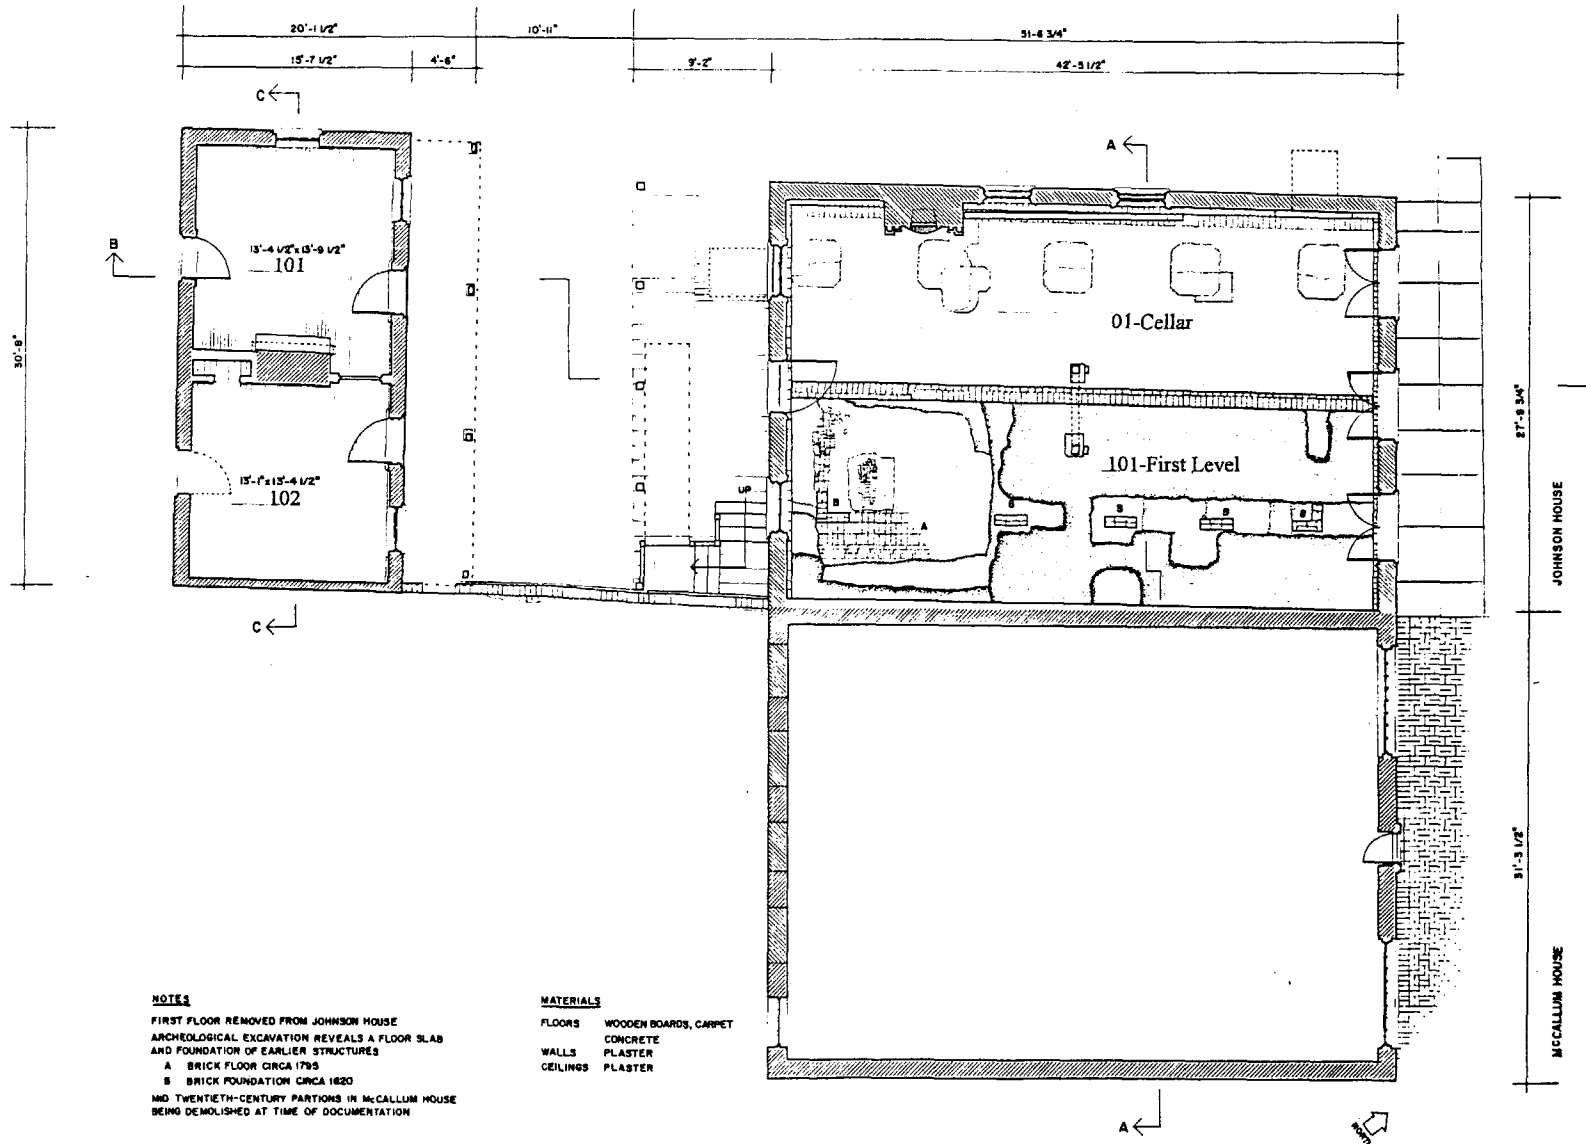 20'-1 1/2"
10'-11"
51-6 3/4"
15'-7 1/2"
4'-6"
9'-2"
42'-5 1/2"
C
A
B
30'-8"
13'-4 1/2" x 13'-9 1/2"
101
01-Cellar
101-First Level
13'-1" x 13'-4 1/2"
102
UP
B
A
B
B
B
B
27'-9 3/4"
JOHNSON HOUSE
C
31'-3 1/2"
McCALLUM HOUSE
NOTES
FIRST FLOOR REMOVED FROM JOHNSON HOUSE
ARCHEOLOGICAL EXCAVATION REVEALS A FLOOR SLAB
AND FOUNDATION OF EARLIER STRUCTURES
A BRICK FLOOR CIRCA 1795
B BRICK FOUNDATION CIRCA 1820
MID TWENTIETH-CENTURY PARTIONS IN McCALLUM HOUSE
BEING DEMOLISHED AT TIME OF DOCUMENTATION
MATERIALS
FLOORS WOODEN BOARDS, CARPET
CONCRETE
WALLS PLASTER
CEILINGS PLASTER
A
NORTH